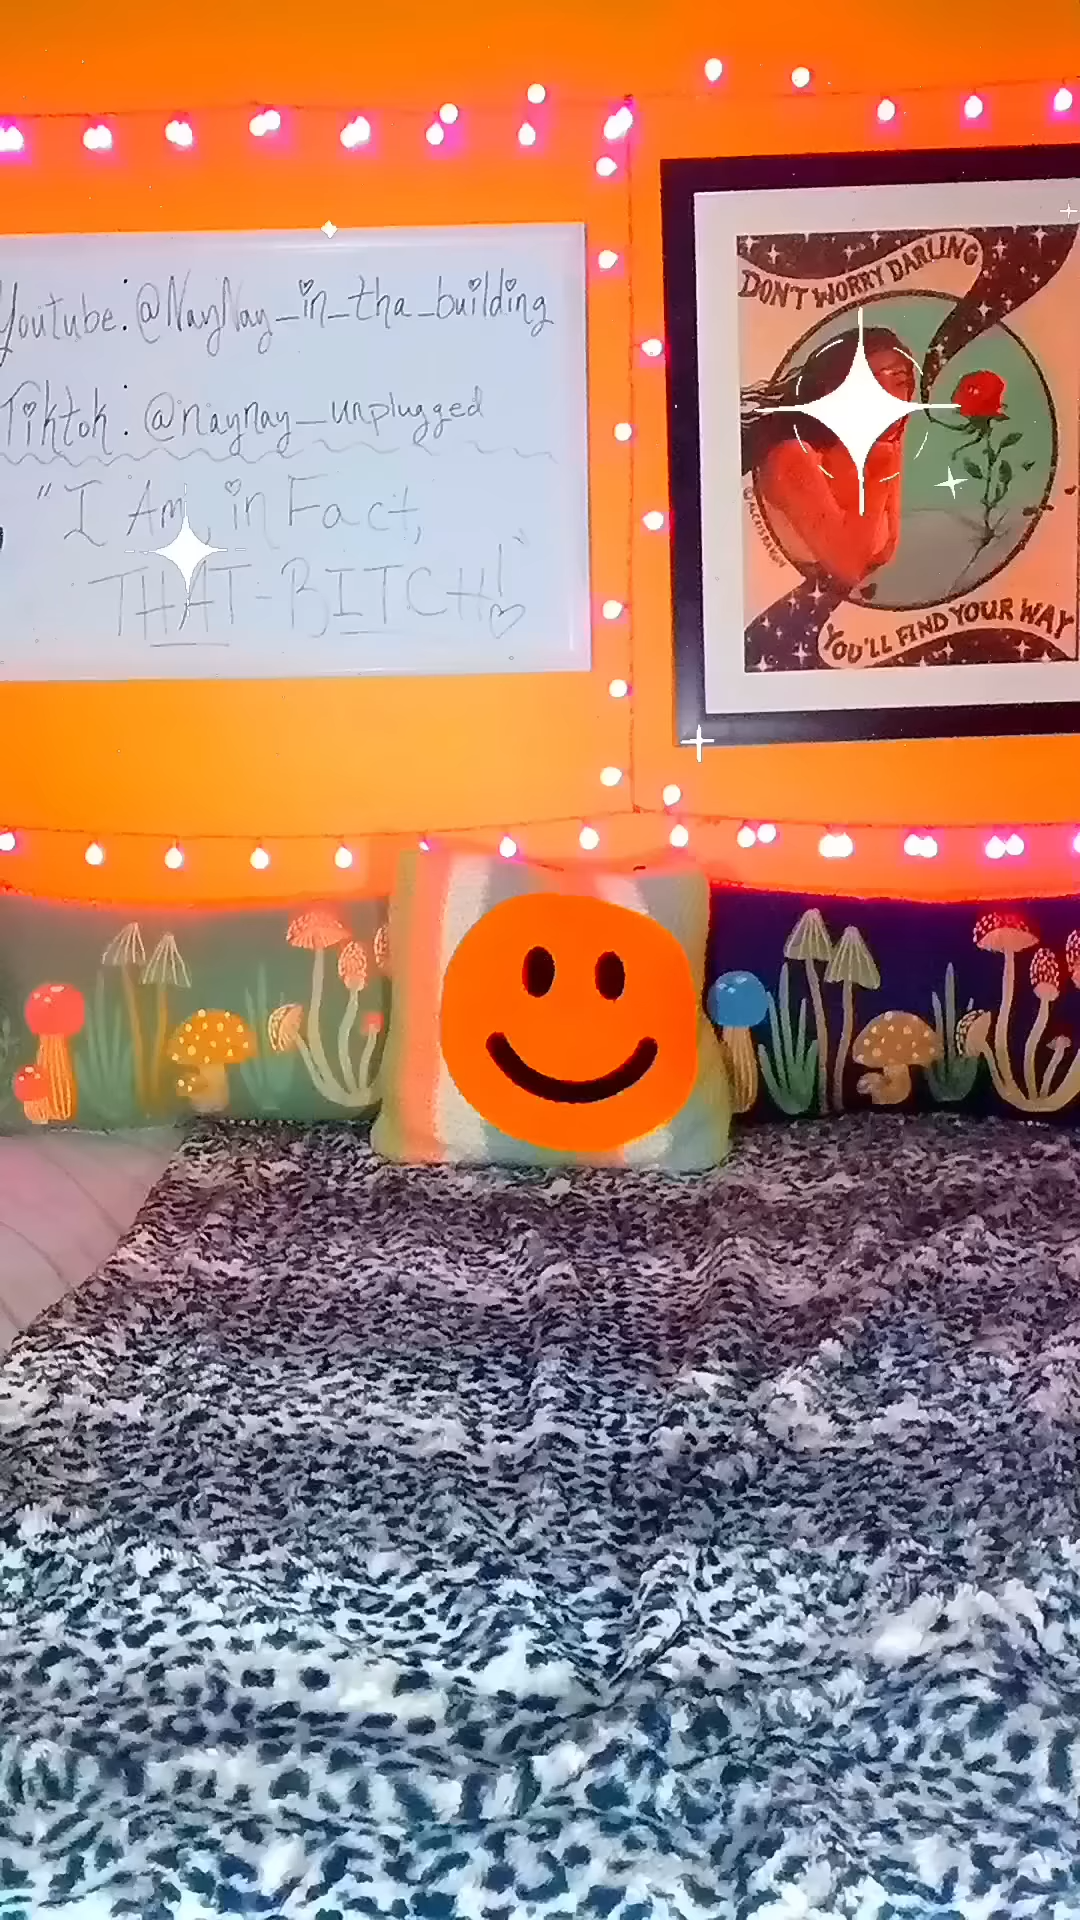 Youtube: @NayNay_in_tha_building
Tiktok: @naynay_unplugged
"I Am, in Fact,
THAT-BITCH!"
DON'T WORRY DARLING
YOU'LL FIND YOUR WAY